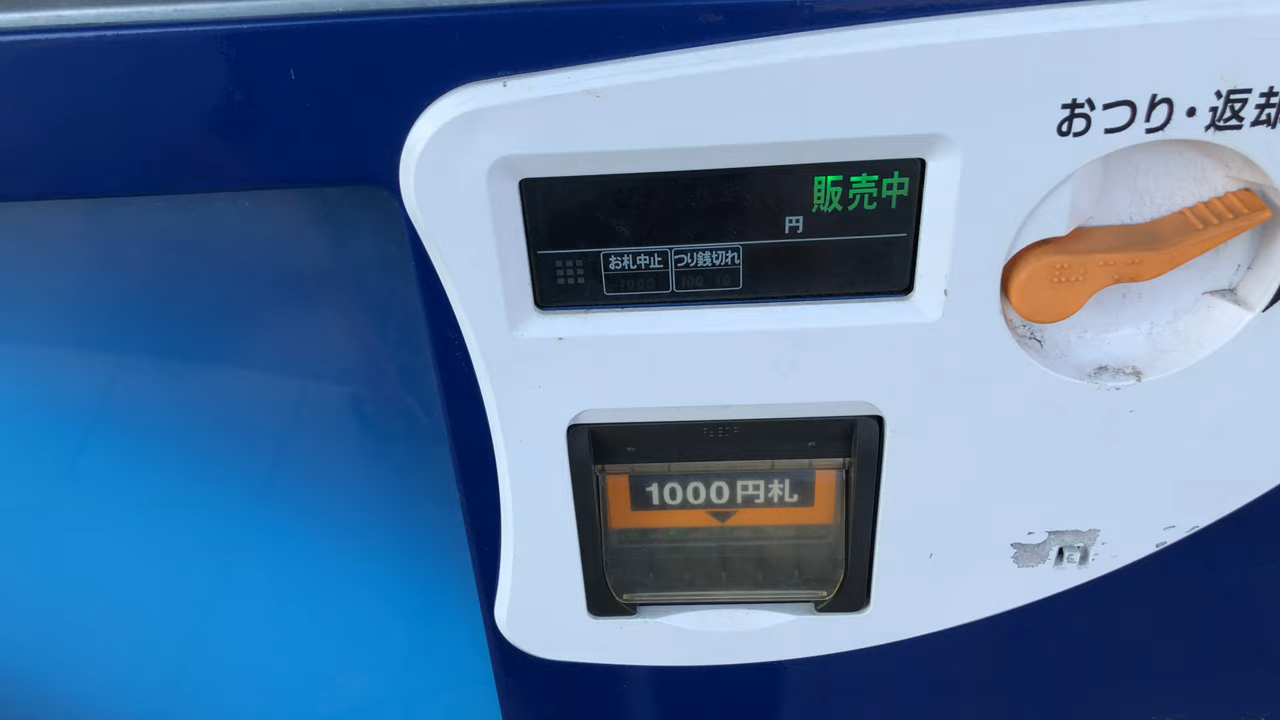 おつり・返却
販売中
円
お札中止 つり銭切れ
1000円札